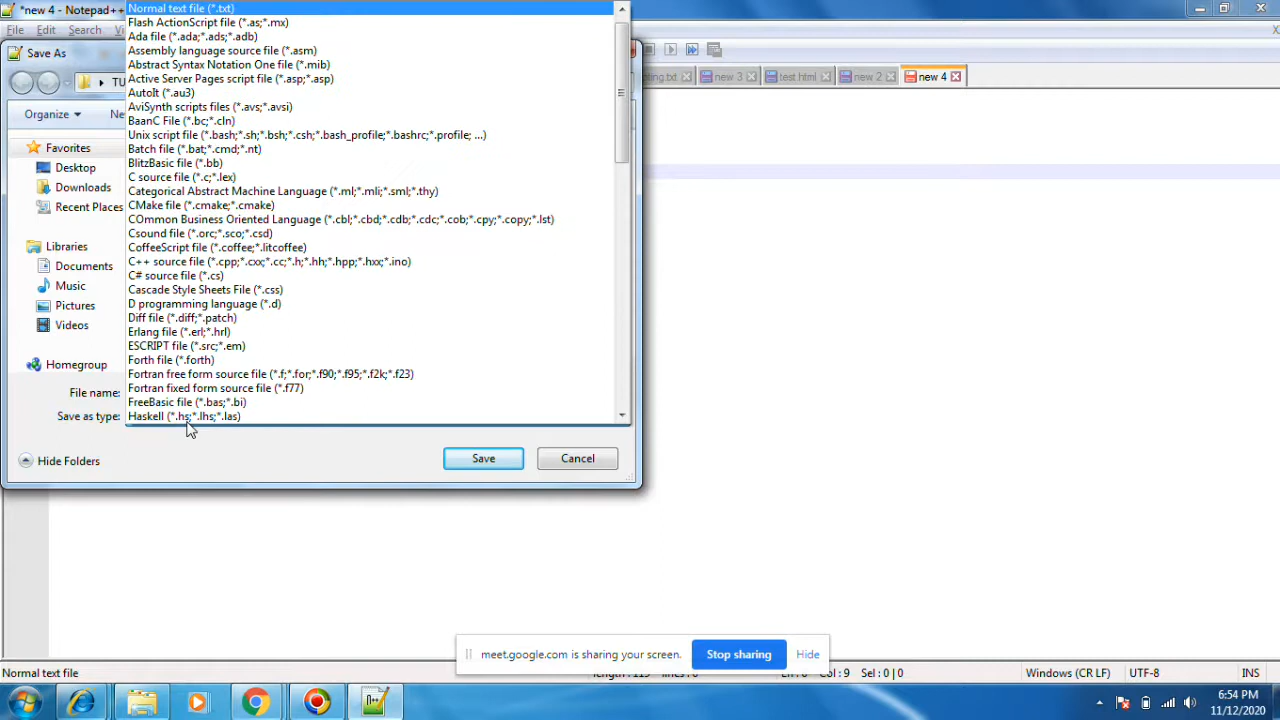 *new 4 - Notepad++
File Edit Search
Save As
TU
Organize
Favorites
Desktop
Downloads
Recent Places
Libraries
Documents
Music
Pictures
Videos
Homegroup
File name:
Save as type:
Normal text file (*.txt)
Flash ActionScript file (*.as;*.mx)
Ada file (*.ada;*.ads;*.adb)
Assembly language source file (*.asm)
Abstract Syntax Notation One file (*.mib)
Active Server Pages script file (*.asp;*.asp)
AutoIt (*.au3)
AviSynth scripts files (*.avs;*.avsi)
BaanC File (*.bc;*.cln)
Unix script file (*.bash;*.sh;*.bsh;*.csh;*.bash_profile;*.bashrc;*.profile; ...)
Batch file (*.bat;*.cmd;*.nt)
BlitzBasic file (*.bb)
C source file (*.c;*.lex)
Categorical Abstract Machine Language (*.ml;*.mli;*.sml;*.thy)
CMake file (*.cmake;*.cmake)
COmmon Business Oriented Language (*.cbl;*.cbd;*.cdb;*.cdc;*.cob;*.cpy;*.copy;*.lst)
Csound file (*.orc;*.sco;*.csd)
CoffeeScript file (*.coffee;*.litcoffee)
C++ source file (*.cpp;*.cxx;*.cc;*.h;*.hh;*.hpp;*.hxx;*.ino)
C# source file (*.cs)
Cascade Style Sheets File (*.css)
D programming language (*.d)
Diff file (*.diff;*.patch)
Erlang file (*.erl;*.hrl)
ESCRIPT file (*.src;*.em)
Forth file (*.forth)
Fortran free form source file (*.f;*.for;*.f90;*.f95;*.f2k;*.f23)
Fortran fixed form source file (*.f77)
FreeBasic file (*.bas;*.bi)
Haskell (*.hs;*.lhs;*.las)
Hide Folders
Save
Cancel
new 3
test html
new 2
new 4
meet.google.com is sharing your screen. Stop sharing Hide
Normal text file
Col : 9 Sel : 0 | 0 Windows (CR LF) UTF-8 INS
6:54 PM
11/12/2020